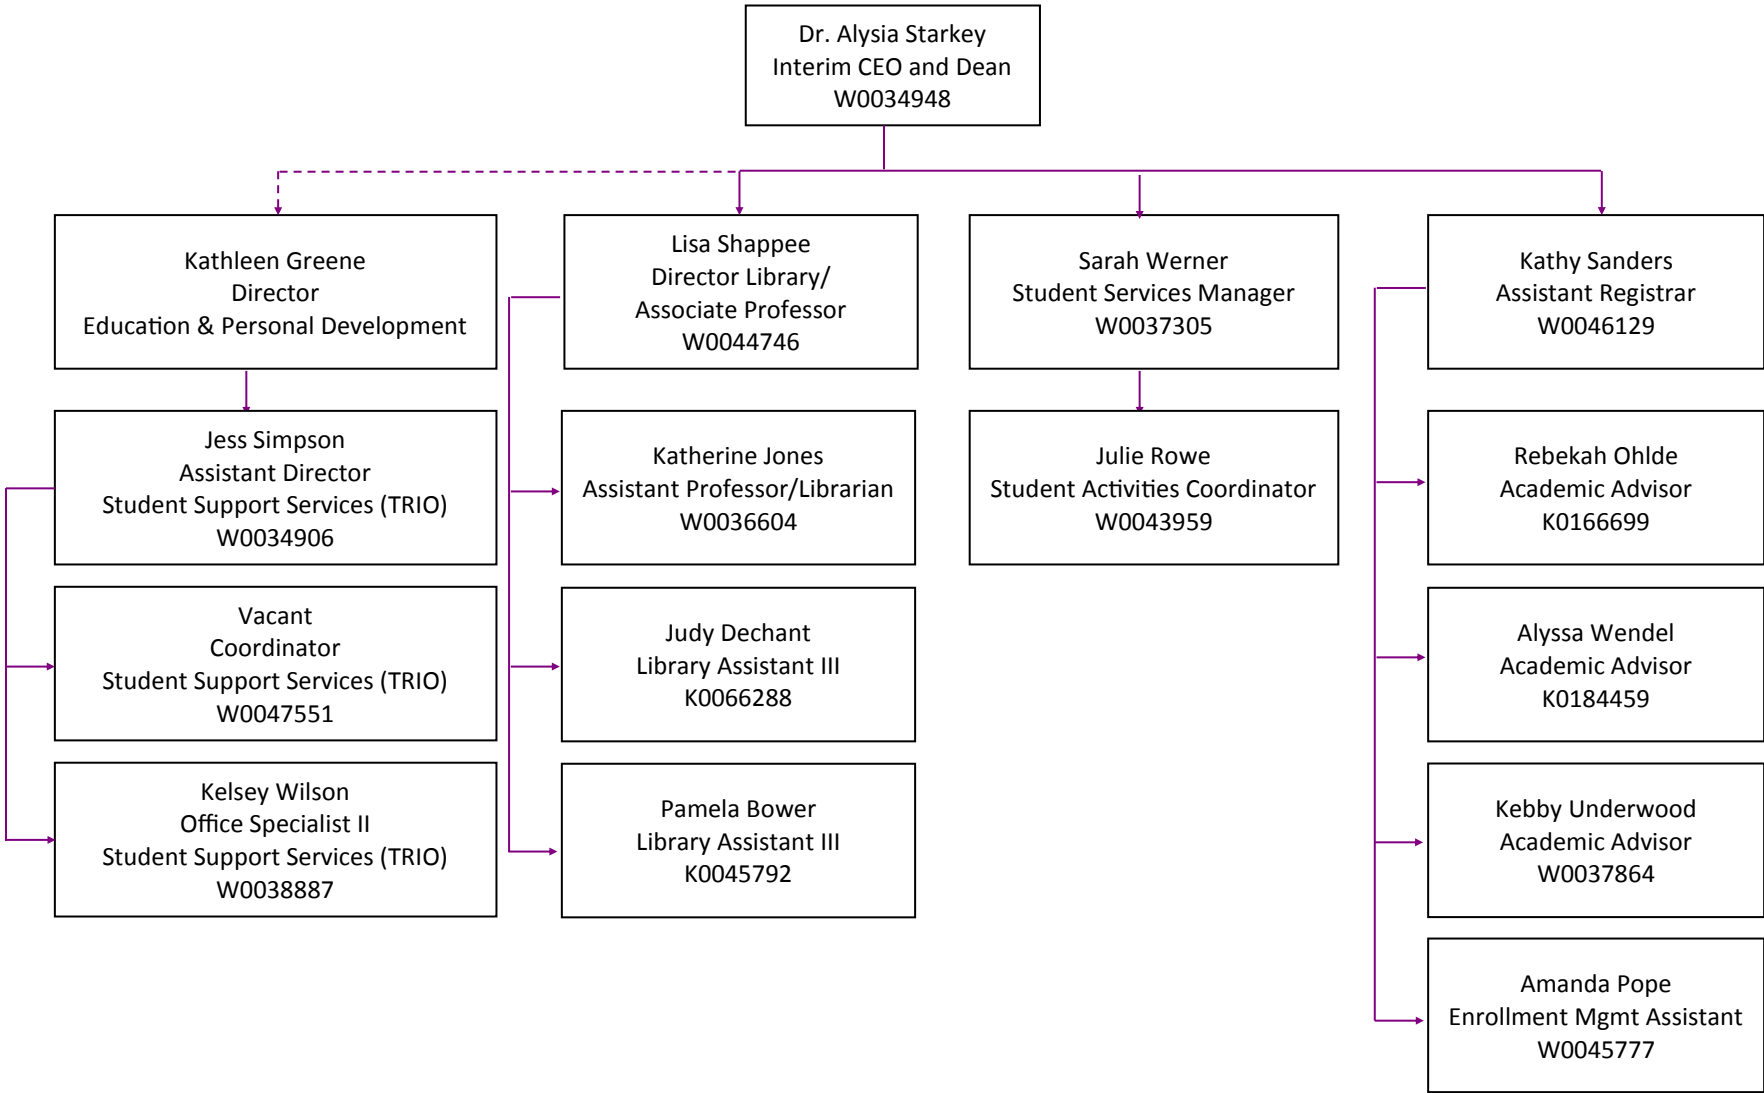 Dr. Alysia Starkey
Interim CEO and Dean
W0034948
Kathleen Greene
Director
Education & Personal Development
Lisa Shappee
Director Library/
Associate Professor
W0044746
Sarah Werner
Student Services Manager
W0037305
Kathy Sanders
Assistant Registrar
W0046129
Jess Simpson
Assistant Director
Student Support Services (TRIO)
W0034906
Katherine Jones
Assistant Professor/Librarian
W0036604
Julie Rowe
Student Activities Coordinator
W0043959
Rebekah Ohlde
Academic Advisor
K0166699
Vacant
Coordinator
Student Support Services (TRIO)
W0047551
Judy Dechant
Library Assistant III
K0066288
Alyssa Wendel
Academic Advisor
K0184459
Kelsey Wilson
Office Specialist II
Student Support Services (TRIO)
W0038887
Pamela Bower
Library Assistant III
K0045792
Kebby Underwood
Academic Advisor
W0037864
Amanda Pope
Enrollment Mgmt Assistant
W0045777